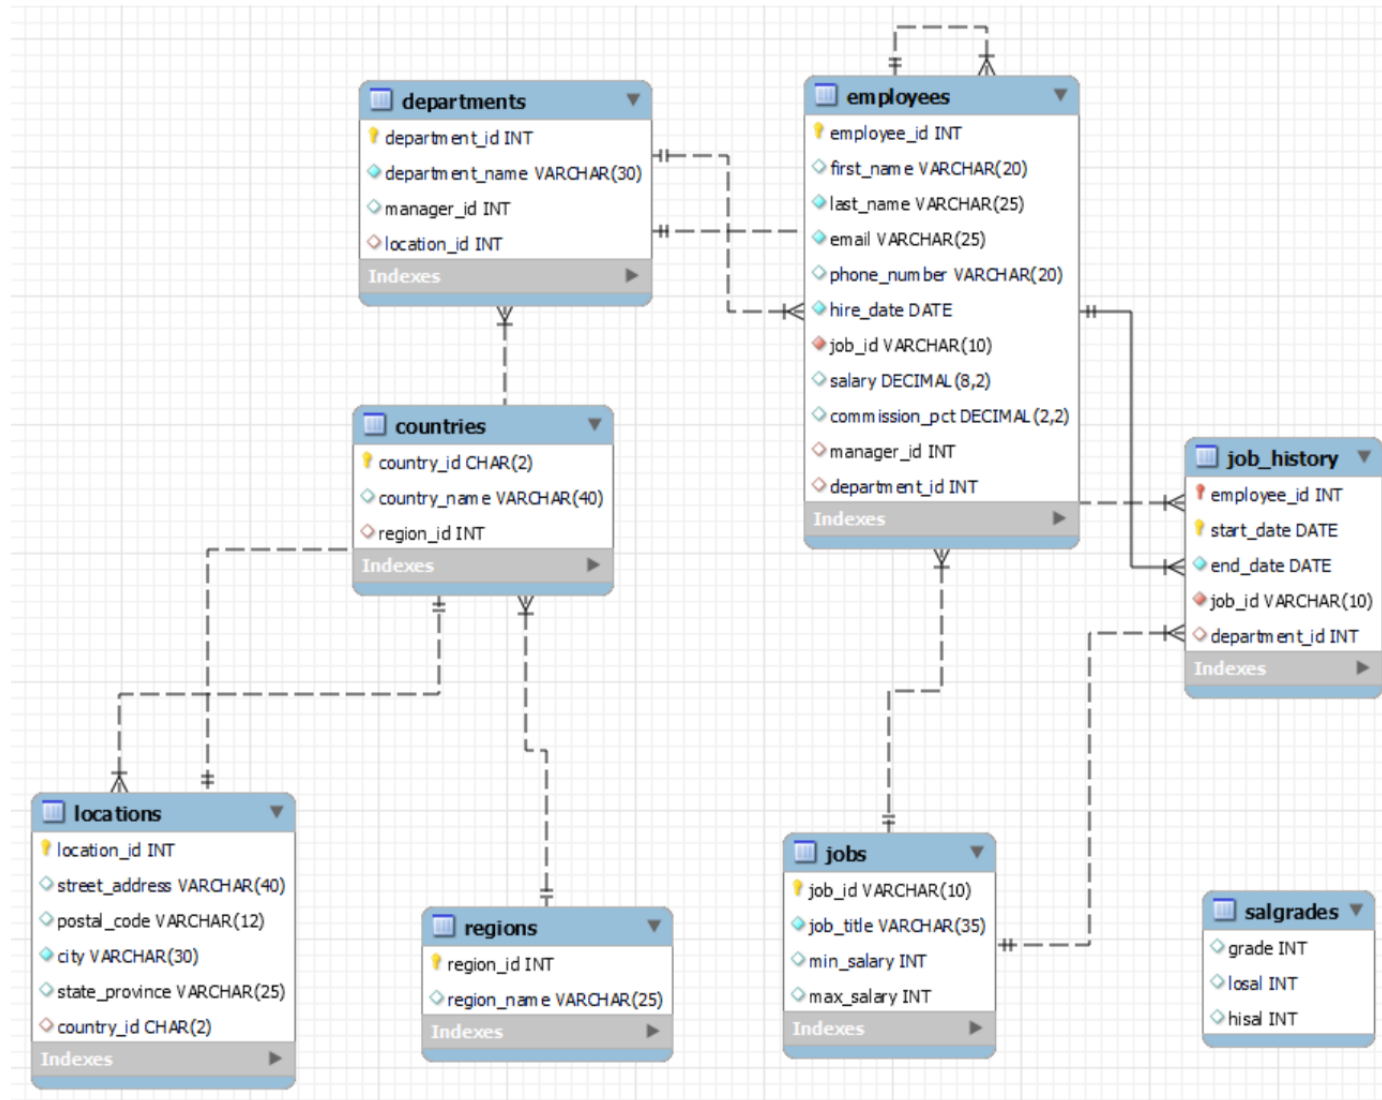 departments
department_id INT
department_name VARCHAR(30)
manager_id INT
location_id INT
Indexes
employees
employee_id INT
first_name VARCHAR(20)
last_name VARCHAR(25)
email VARCHAR(25)
phone_number VARCHAR(20)
hire_date DATE
job_id VARCHAR(10)
salary DECIMAL(8,2)
commission_pct DECIMAL(2,2)
manager_id INT
department_id INT
Indexes
countries
country_id CHAR(2)
country_name VARCHAR(40)
region_id INT
Indexes
job_history
employee_id INT
start_date DATE
end_date DATE
job_id VARCHAR(10)
department_id INT
Indexes
locations
location_id INT
street_address VARCHAR(40)
postal_code VARCHAR(12)
city VARCHAR(30)
state_province VARCHAR(25)
country_id CHAR(2)
Indexes
regions
region_id INT
region_name VARCHAR(25)
Indexes
jobs
job_id VARCHAR(10)
job_title VARCHAR(35)
min_salary INT
max_salary INT
Indexes
salgrades
grade INT
losal INT
hisal INT